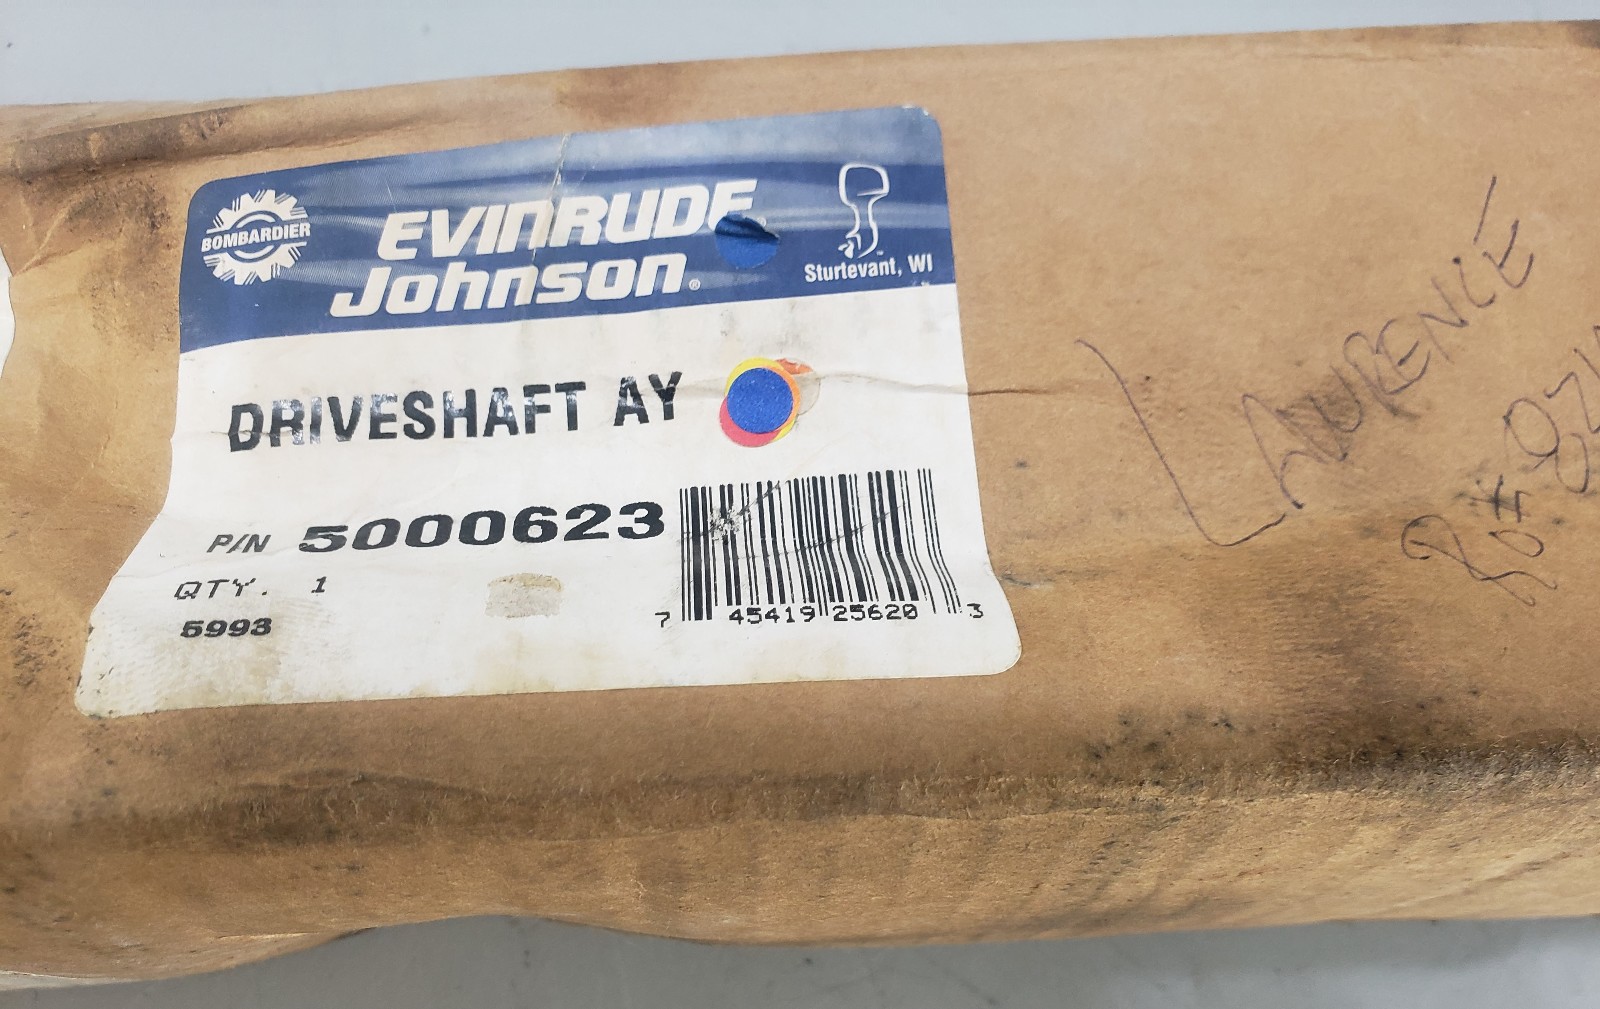 BOMBARDIER
EVINRUDE
Johnson®
Sturtevant, WI
DRIVESHAFT AY
P/N 5000623
QTY. 1
5993
7 45419 25620 3
LAURENCE